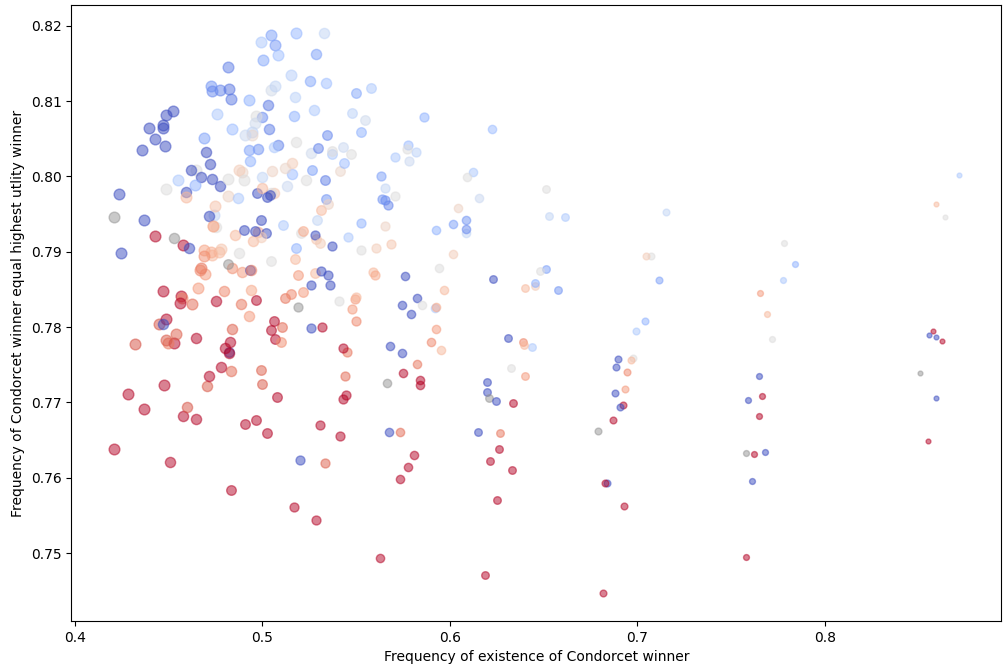 Frequency of Condorcet winner equal highest utlity winner
0.82
0.81
0.80
0.79
0.78
0.77
0.76
0.75
0.4 0.5 0.6 0.7 0.8
Frequency of existence of Condorcet winner